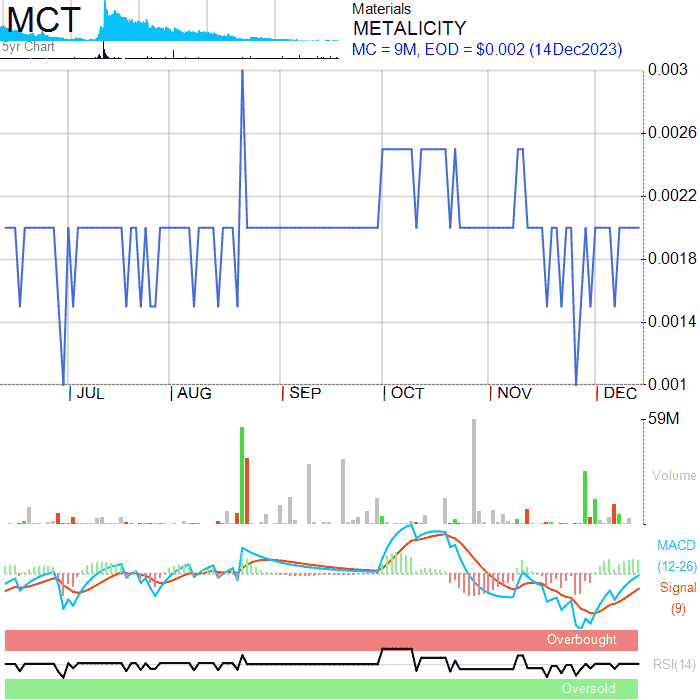 MCT
5yr Chart
Materials
METALICITY
MC = 9M, EOD = $0.002 (14Dec2023)
0.003
0.0026
0.0022
0.0018
0.0014
0.001
JUL
AUG
SEP
OCT
NOV
DEC
59M
Volume
MACD
(12-26)
Signal
(9)
Overbought
RSI(14)
Oversold